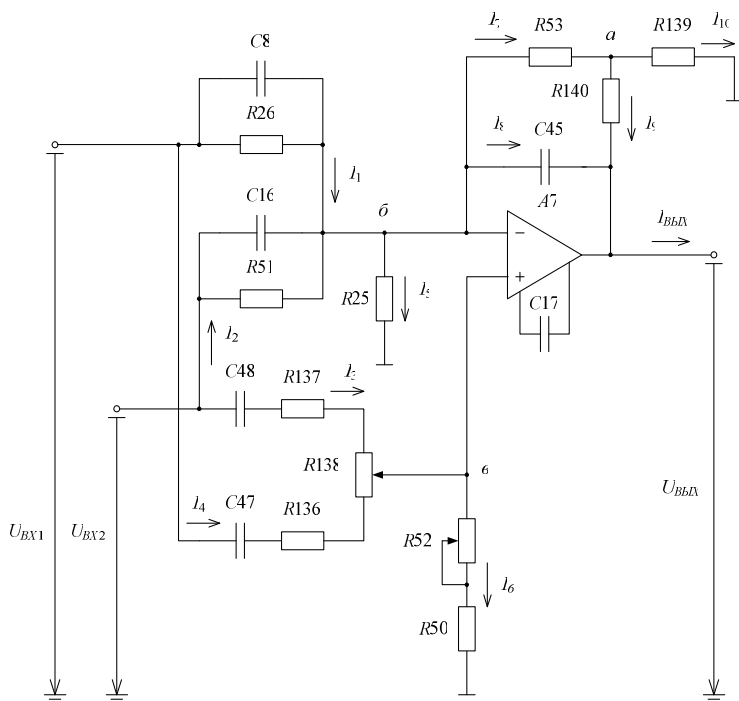 I7 R53 а R139 I10
C8
R140
R26
I8 C45 I9
I1
A7
C16 б IВЫХ
−
R51
+
R25 I5
C17
I2
C48 I3
R137
R138 в
I4 C47 UВЫХ
R136
UВХ1 UВХ2 R52
I6
R50